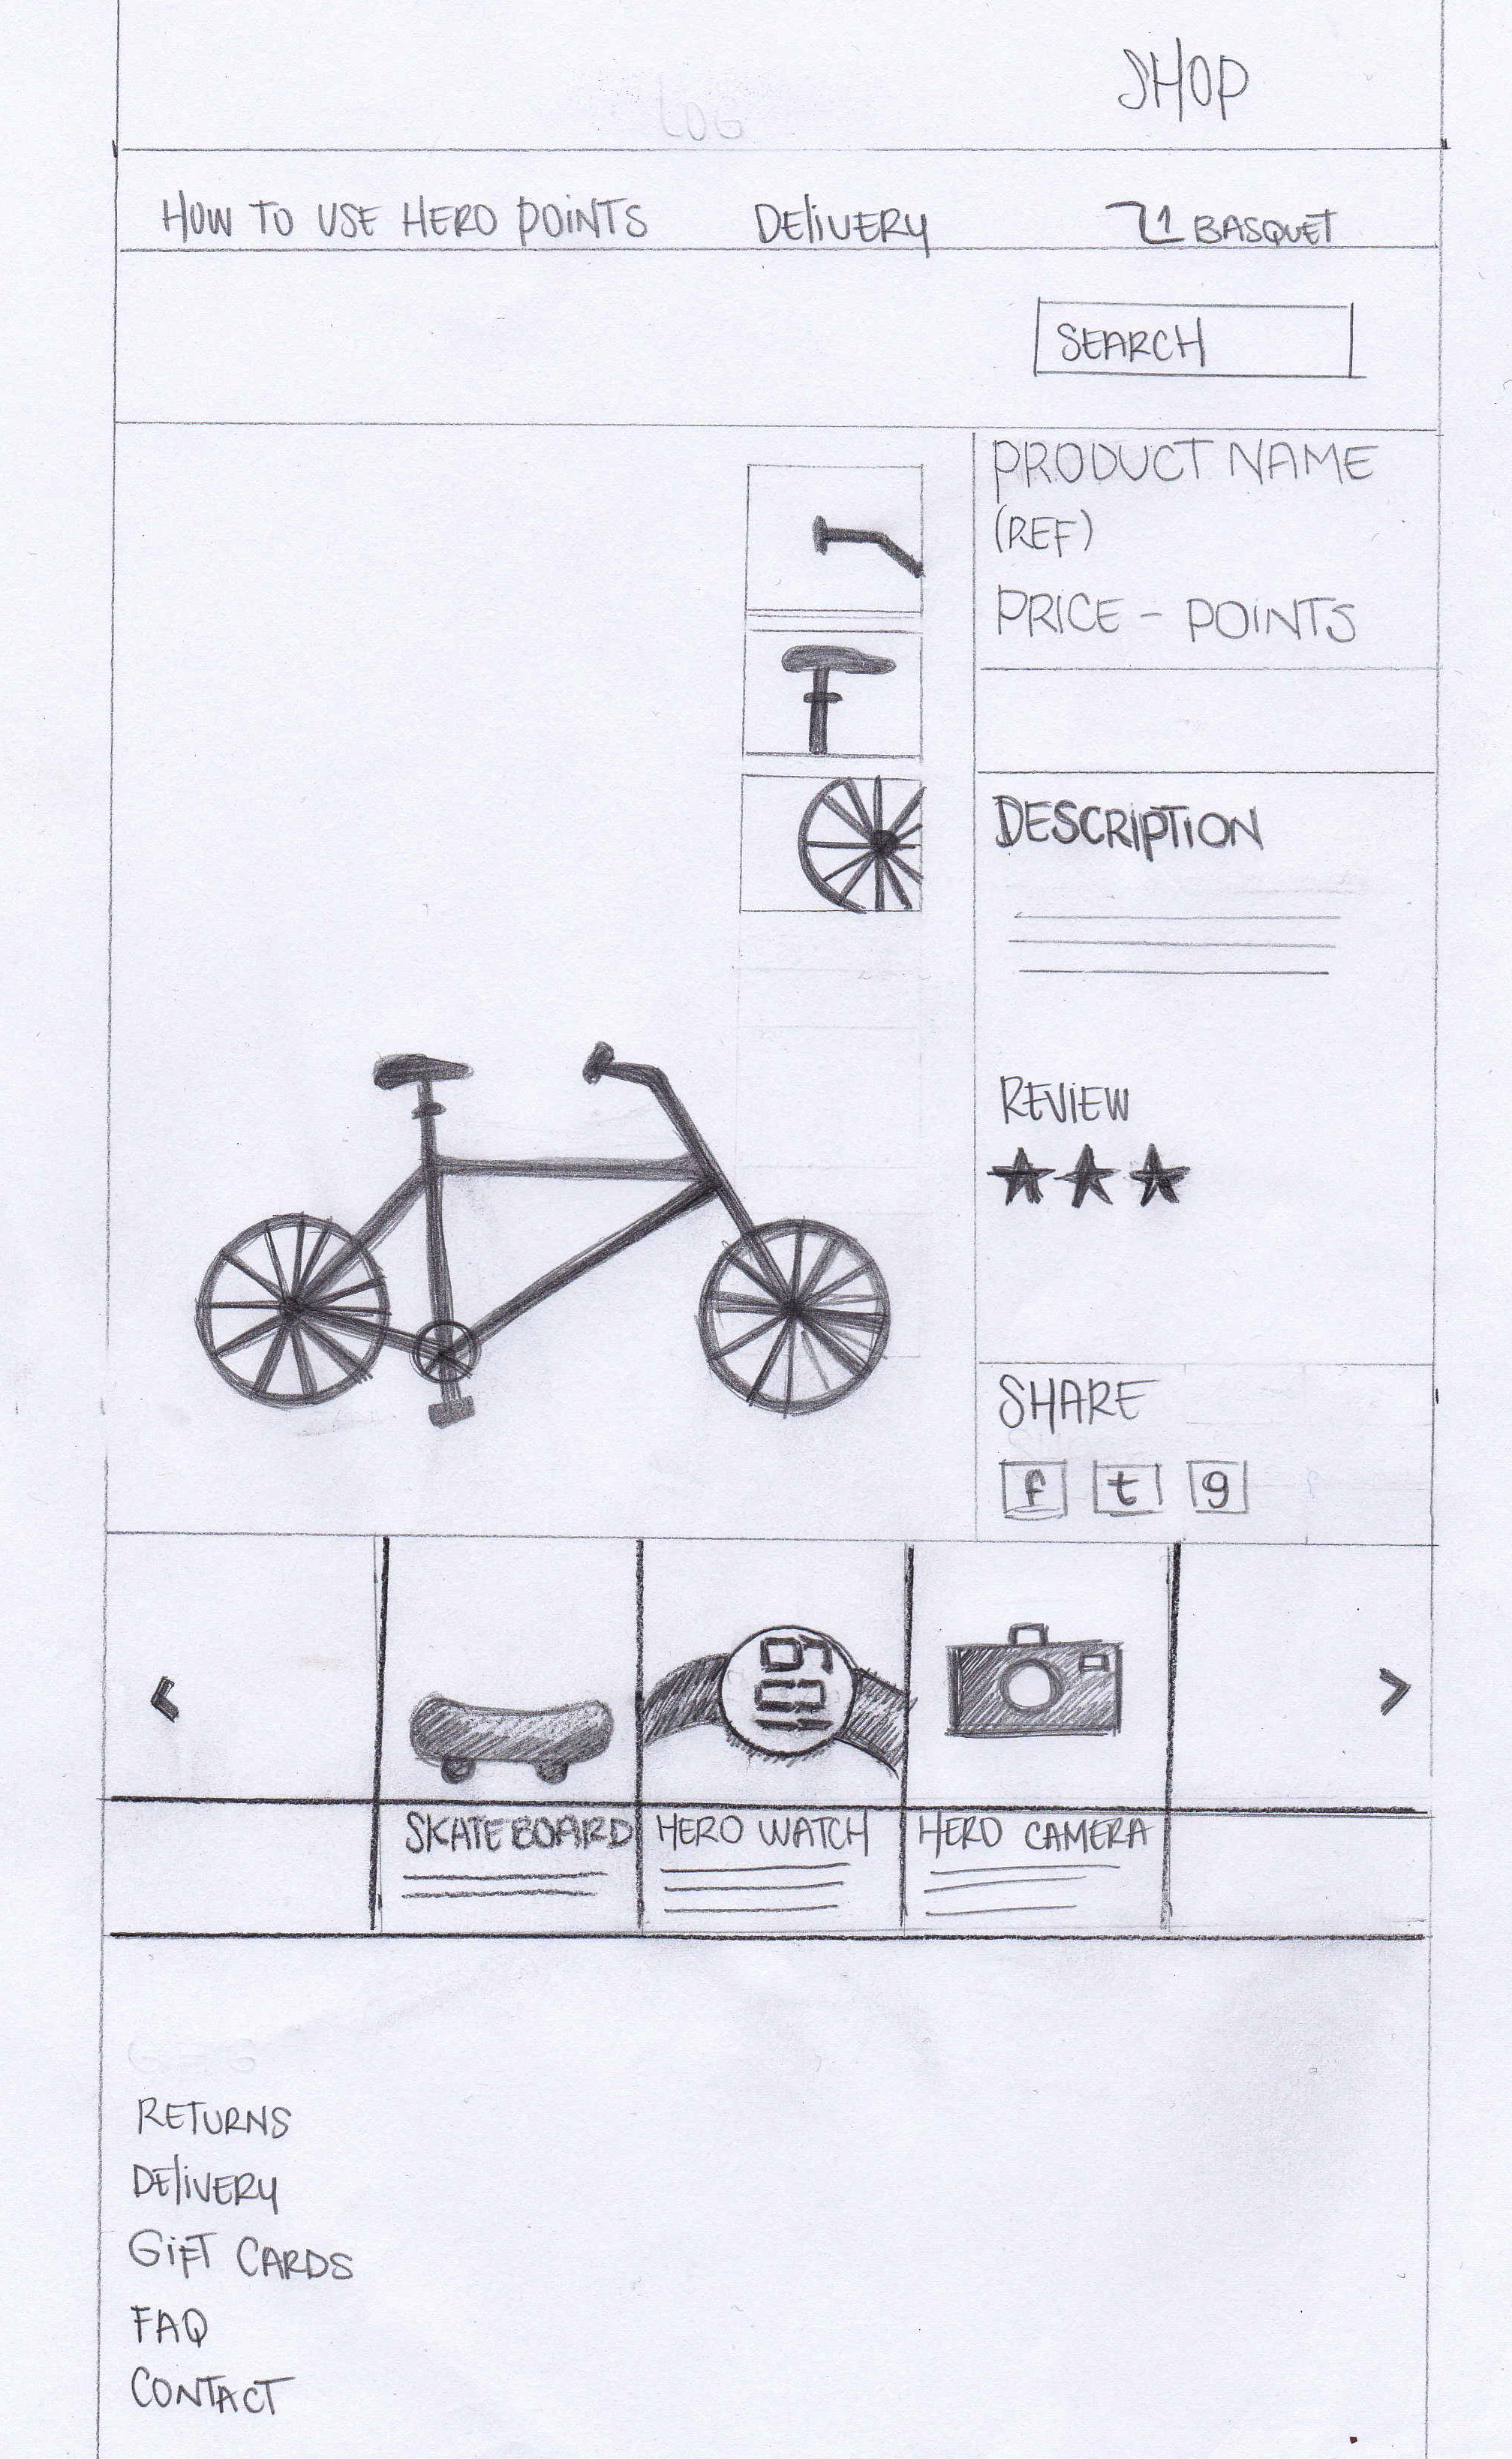 SHOP
LOG
HOW TO USE HERO POINTS DELIVERY BASQUET
SEARCH
PRODUCT NAME
(REF)
PRICE - POINTS
DESCRIPTION
REVIEW
SHARE
f t g
SKATEBOARD HERO WATCH HERO CAMERA
RETURNS
DELIVERY
GIFT CARDS
FAQ
CONTACT